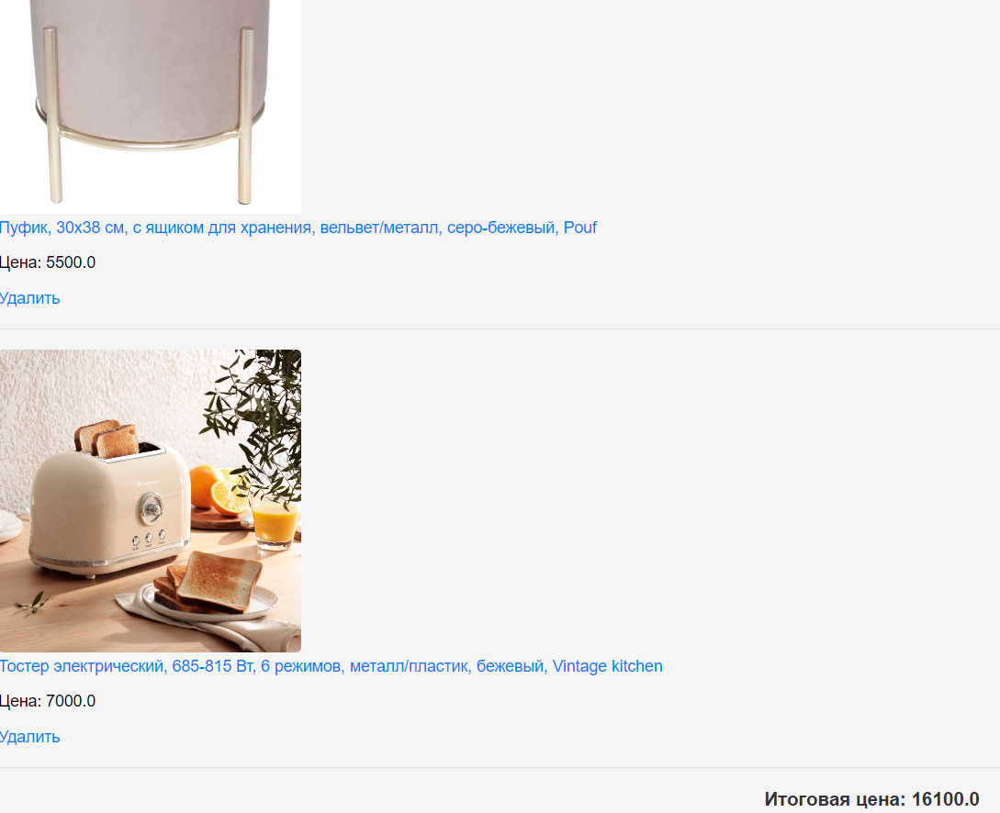 Пуфик, 30х38 см, с ящиком для хранения, вельвет/металл, серо-бежевый, Pouf
Цена: 5500.0
Удалить
Тостер электрический, 685-815 Вт, 6 режимов, металл/пластик, бежевый, Vintage kitchen
Цена: 7000.0
Удалить
Итоговая цена: 16100.0